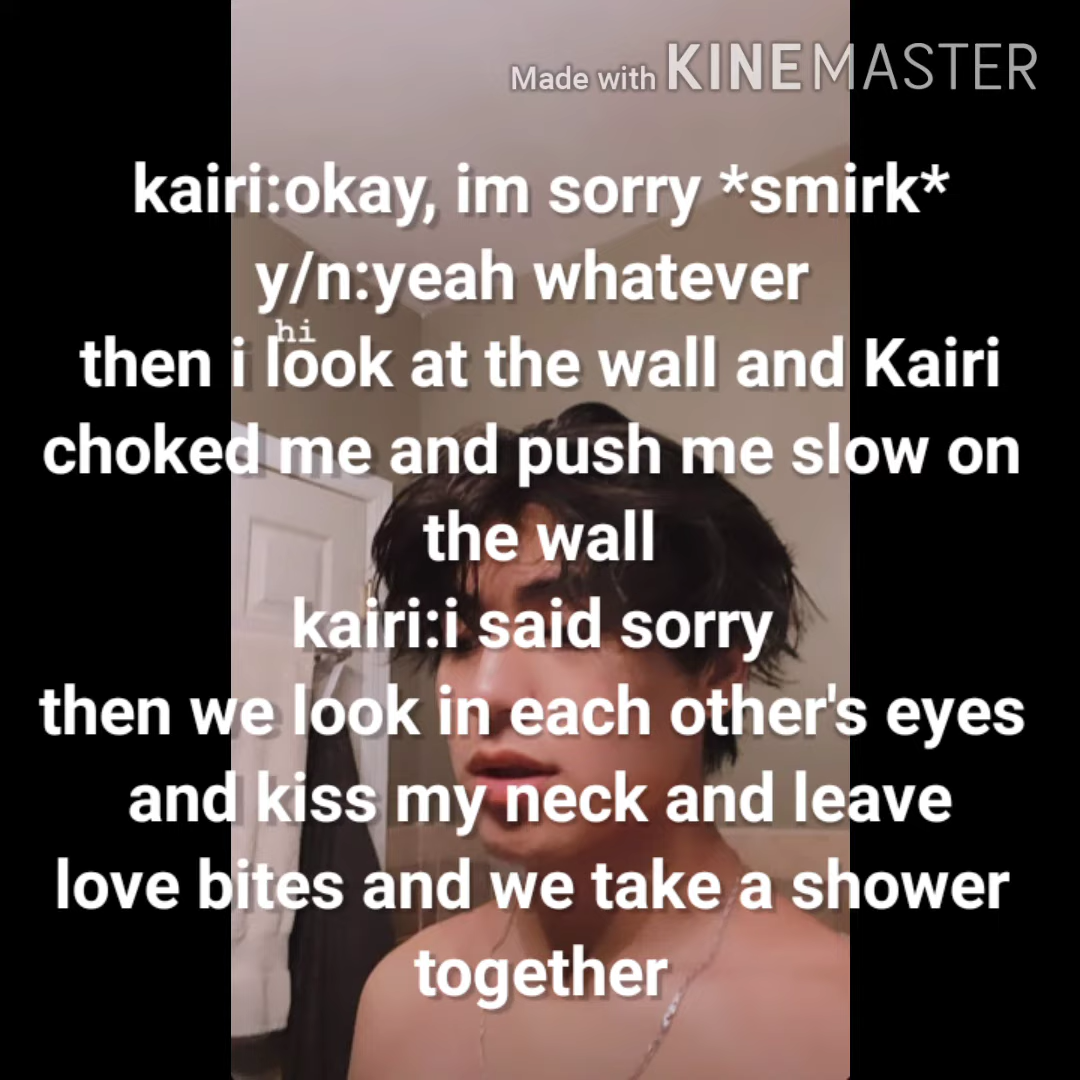 Made with KINEMASTER
kairi:okay, im sorry *smirk*
y/n:yeah whatever
hi
then i look at the wall and Kairi
choked me and push me slow on
the wall
kairi:i said sorry
then we look in each other's eyes
and kiss my neck and leave
love bites and we take a shower
together